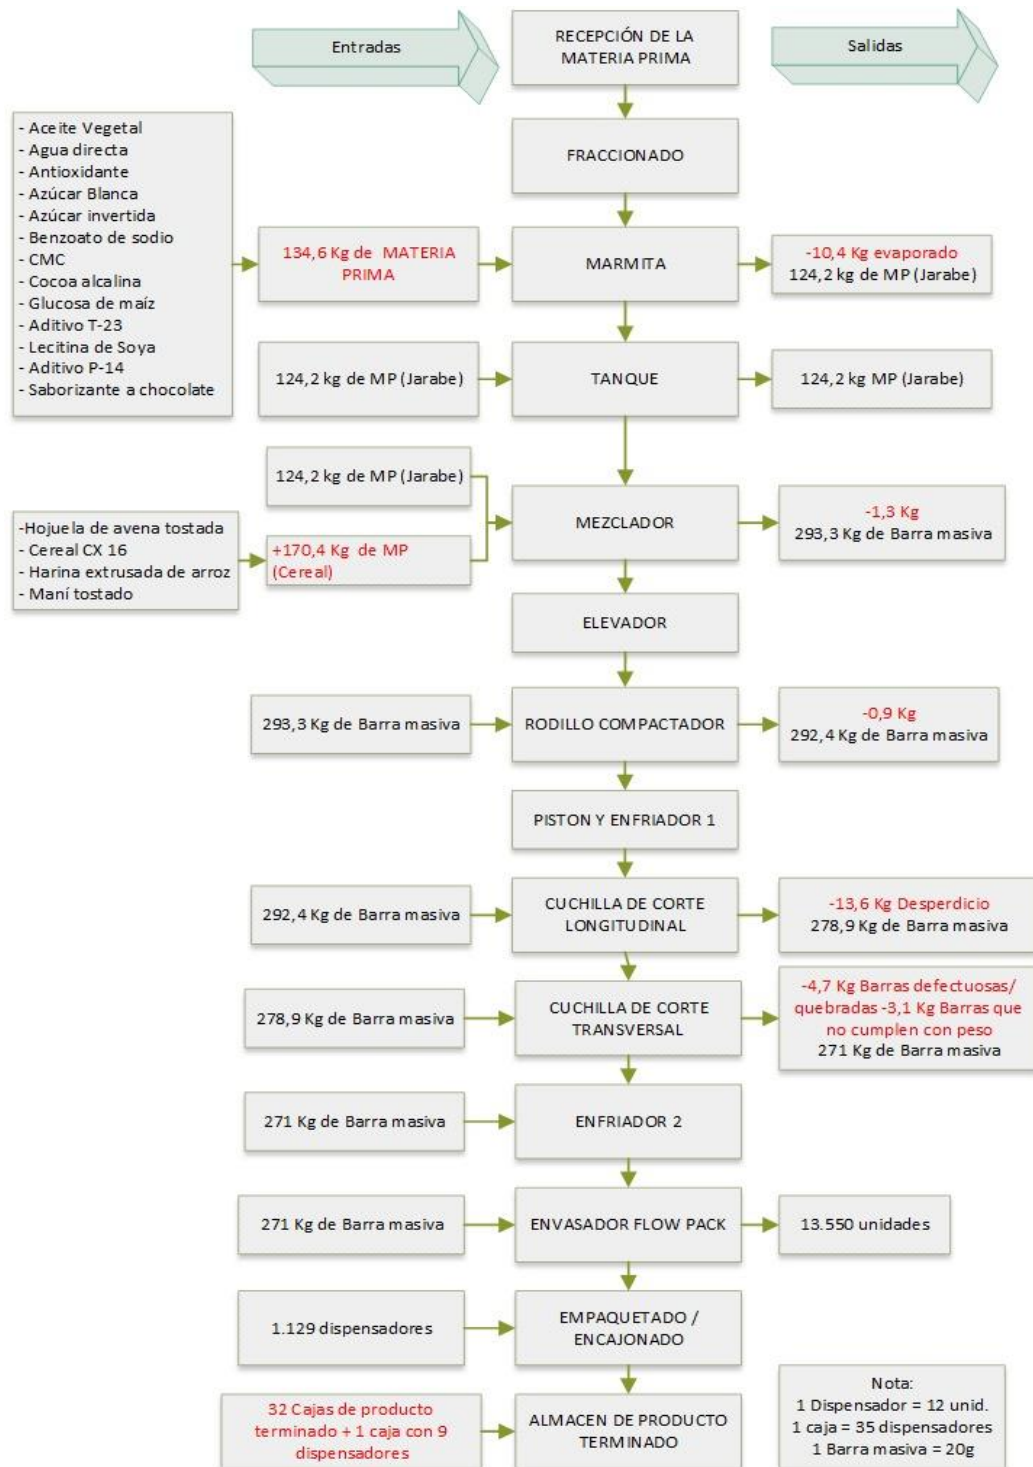 Entradas
RECEPCIÓN DE LA
MATERIA PRIMA
Salidas
FRACCIONADO
- Aceite Vegetal
- Agua directa
- Antioxidante
- Azúcar Blanca
- Azúcar invertida
- Benzoato de sodio
- CMC
- Cocoa alcalina
- Glucosa de maíz
- Aditivo T-23
- Lecitina de Soya
- Aditivo P-14
- Saborizante a chocolate
134,6 Kg de MATERIA
PRIMA
MARMITA
-10,4 Kg evaporado
124,2 kg de MP (Jarabe)
124,2 kg de MP (Jarabe)
TANQUE
124,2 kg MP (Jarabe)
124,2 kg de MP (Jarabe)
-Hojuela de avena tostada
- Cereal CX 16
- Harina extrusada de arroz
- Maní tostado
+170,4 Kg de MP
(Cereal)
MEZCLADOR
-1,3 Kg
293,3 Kg de Barra masiva
ELEVADOR
293,3 Kg de Barra masiva
RODILLO COMPACTADOR
-0,9 Kg
292,4 Kg de Barra masiva
PISTON Y ENFRIADOR 1
292,4 Kg de Barra masiva
CUCHILLA DE CORTE
LONGITUDINAL
-13,6 Kg Desperdicio
278,9 Kg de Barra masiva
278,9 Kg de Barra masiva
CUCHILLA DE CORTE
TRANSVERSAL
-4,7 Kg Barras defectuosas/
quebradas -3,1 Kg Barras que
no cumplen con peso
271 Kg de Barra masiva
271 Kg de Barra masiva
ENFRIADOR 2
271 Kg de Barra masiva
ENVASADOR FLOW PACK
13.550 unidades
1.129 dispensadores
EMPAQUETADO /
ENCAJONADO
32 Cajas de producto
terminado + 1 caja con 9
dispensadores
ALMACEN DE PRODUCTO
TERMINADO
Nota:
1 Dispensador = 12 unid.
1 caja = 35 dispensadores
1 Barra masiva = 20g